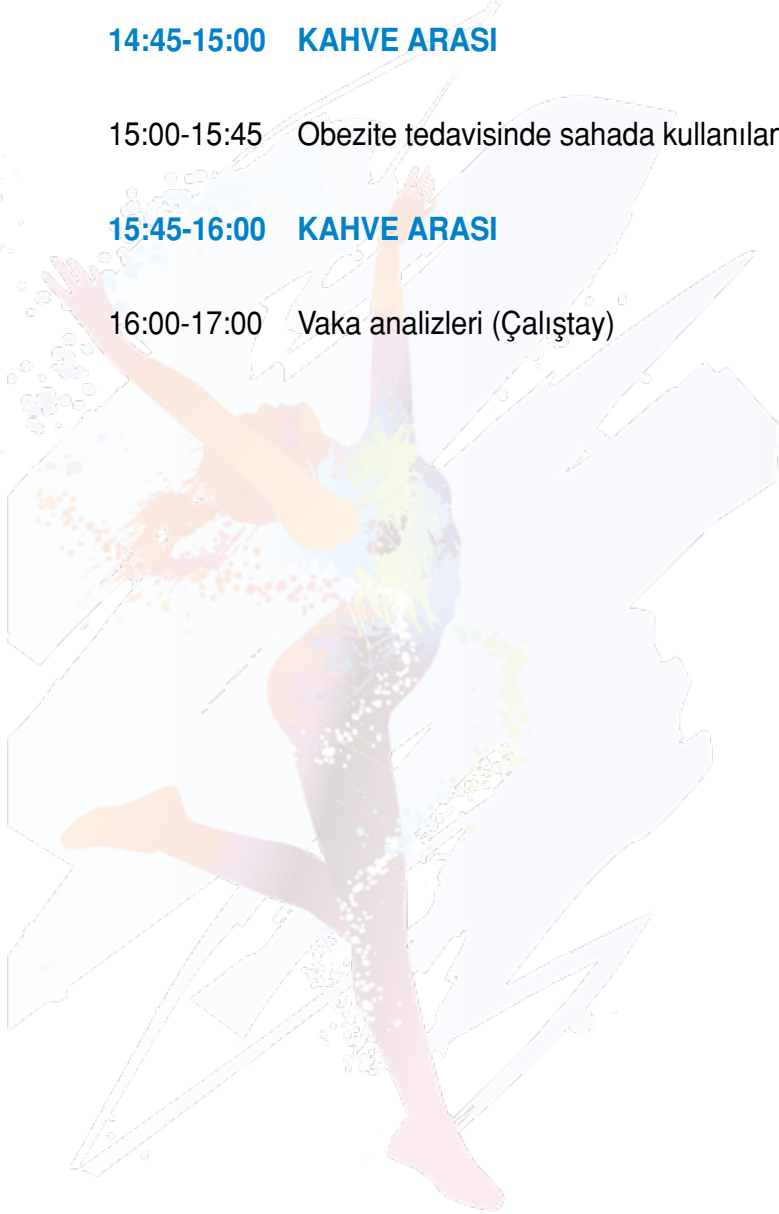 14:45-15:00 KAHVE ARASI
15:00-15:45 Obezite tedavisinde sahada
15:45-16:00 KAHVE ARASI
16:00-17:00 Vaka analizleri (Çalıştay)